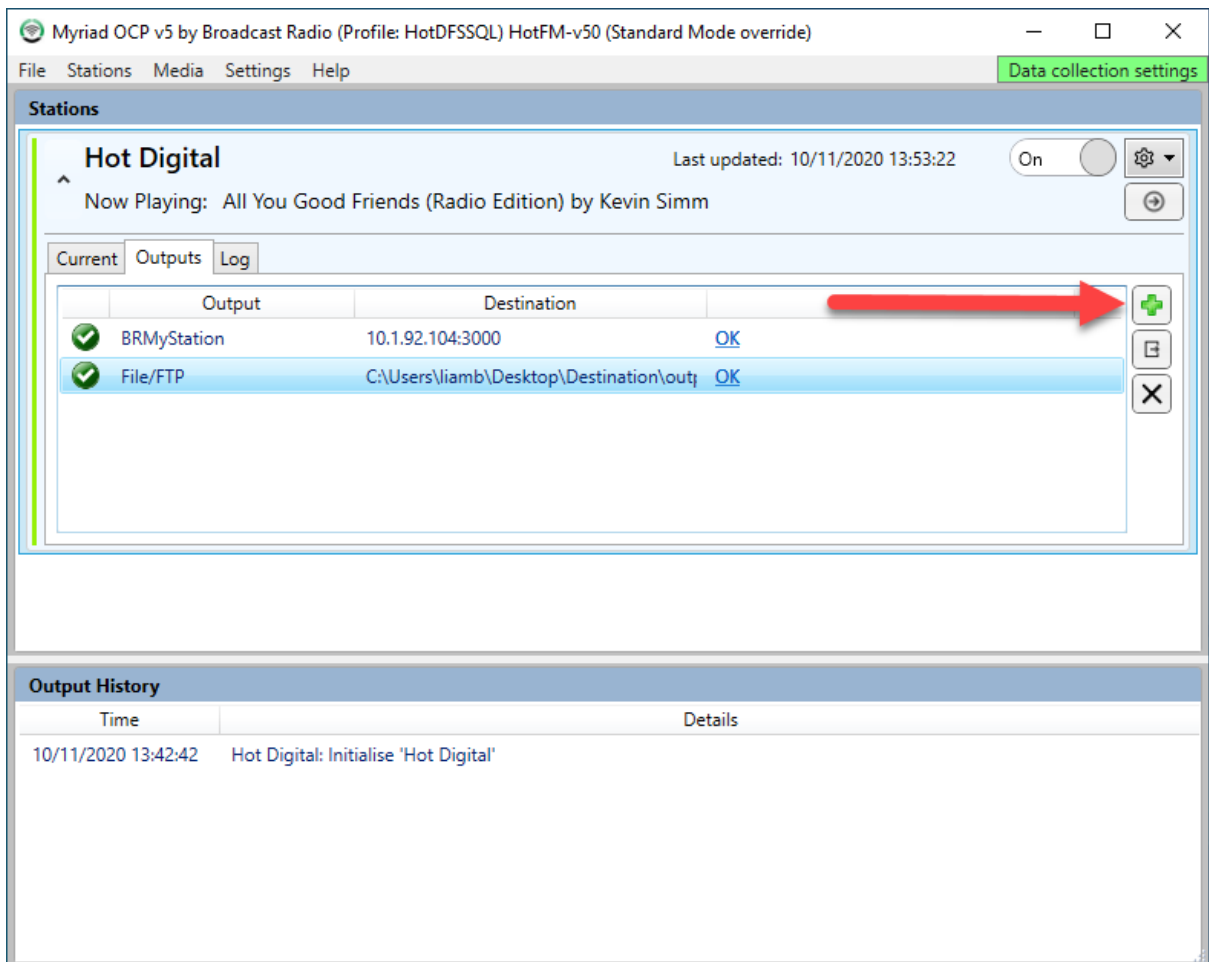 Myriad OCP v5 by Broadcast Radio (Profile: HotDFSSQL) HotFM-v50 (Standard Mode override)
File Stations Media Settings Help Data collection settings
Stations
Hot Digital Last updated: 10/11/2020 13:53:22 On
Now Playing: All You Good Friends (Radio Edition) by Kevin Simm
Current Outputs Log
Output Destination
BRMyStation 10.1.92.104:3000 OK
File/FTP C:\Users\liamb\Desktop\Destination\out OK
Output History
Time Details
10/11/2020 13:42:42 Hot Digital: Initialise 'Hot Digital'